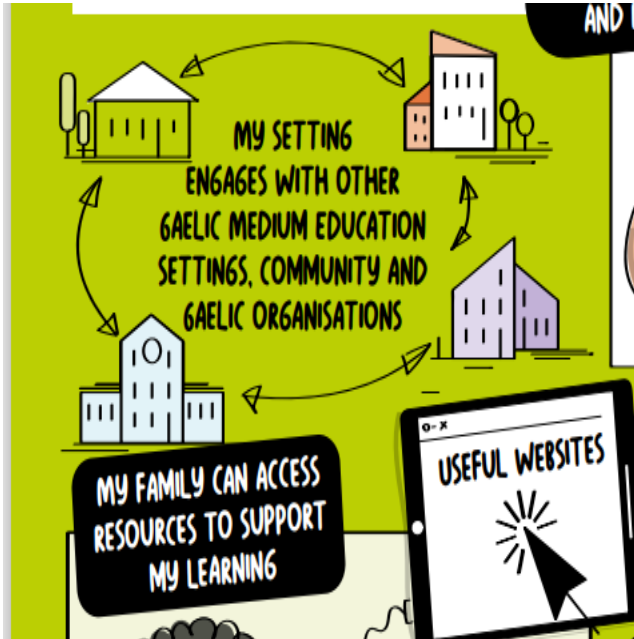 AND
MY SETTING
ENGAGES WITH OTHER
GAELIC MEDIUM EDUCATION
SETTINGS, COMMUNITY AND
GAELIC ORGANISATIONS
MY FAMILY CAN ACCESS
RESOURCES TO SUPPORT
MY LEARNING
USEFUL WEBSITES